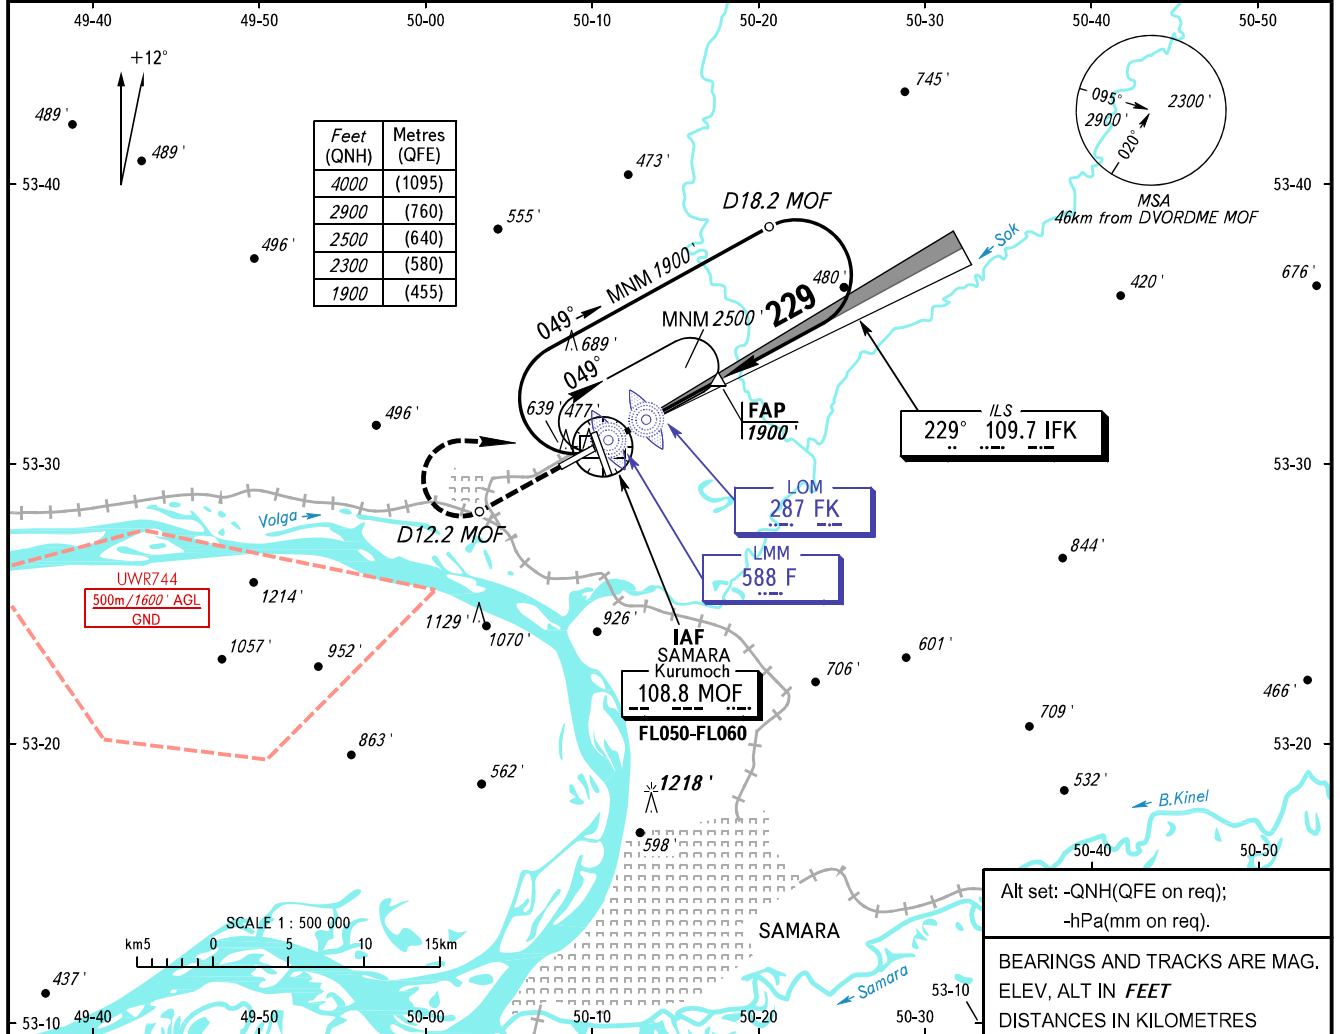 49-40
49-50
50-00
50-10
50-20
50-30
50-40
50-50
+12°
489'
489'
Feet
(QNH)
Metres
(QFE)
4000 (1095)
2900 (760)
2500 (640)
2300 (580)
1900 (455)
745'
473'
555'
496'
095°
2300'
2900'
020°
MSA
46km from DVORDME MOF
53-40
53-40
D18.2 MOF
Sok
049°
MNM 1900'
480'
229
MNM 2500'
420'
676'
689'
049°
639'
477'
496'
FAP
1900
ILS
229° 109.7 IFK
53-30
53-30
LOM
287 FK
Volga
D12.2 MOF
LMM
588 F
844'
UWR744
500m/1600' AGL
GND
1214'
1129'
1070'
926'
1057'
952'
IAF
SAMARA
Kurumoch
108.8 MOF
FL050-FL060
601'
706'
466'
709'
53-20
53-20
863'
562'
1218'
532'
B.Kinel
598'
50-40
50-50
SCALE 1 : 500 000
km5
0
5
10
15km
SAMARA
Alt set: -QNH(QFE on req);
-hPa(mm on req).
BEARINGS AND TRACKS ARE MAG.
ELEV, ALT IN FEET
DISTANCES IN KILOMETRES
437'
Samara
53-10
53-10
49-40
49-50
50-00
50-10
50-20